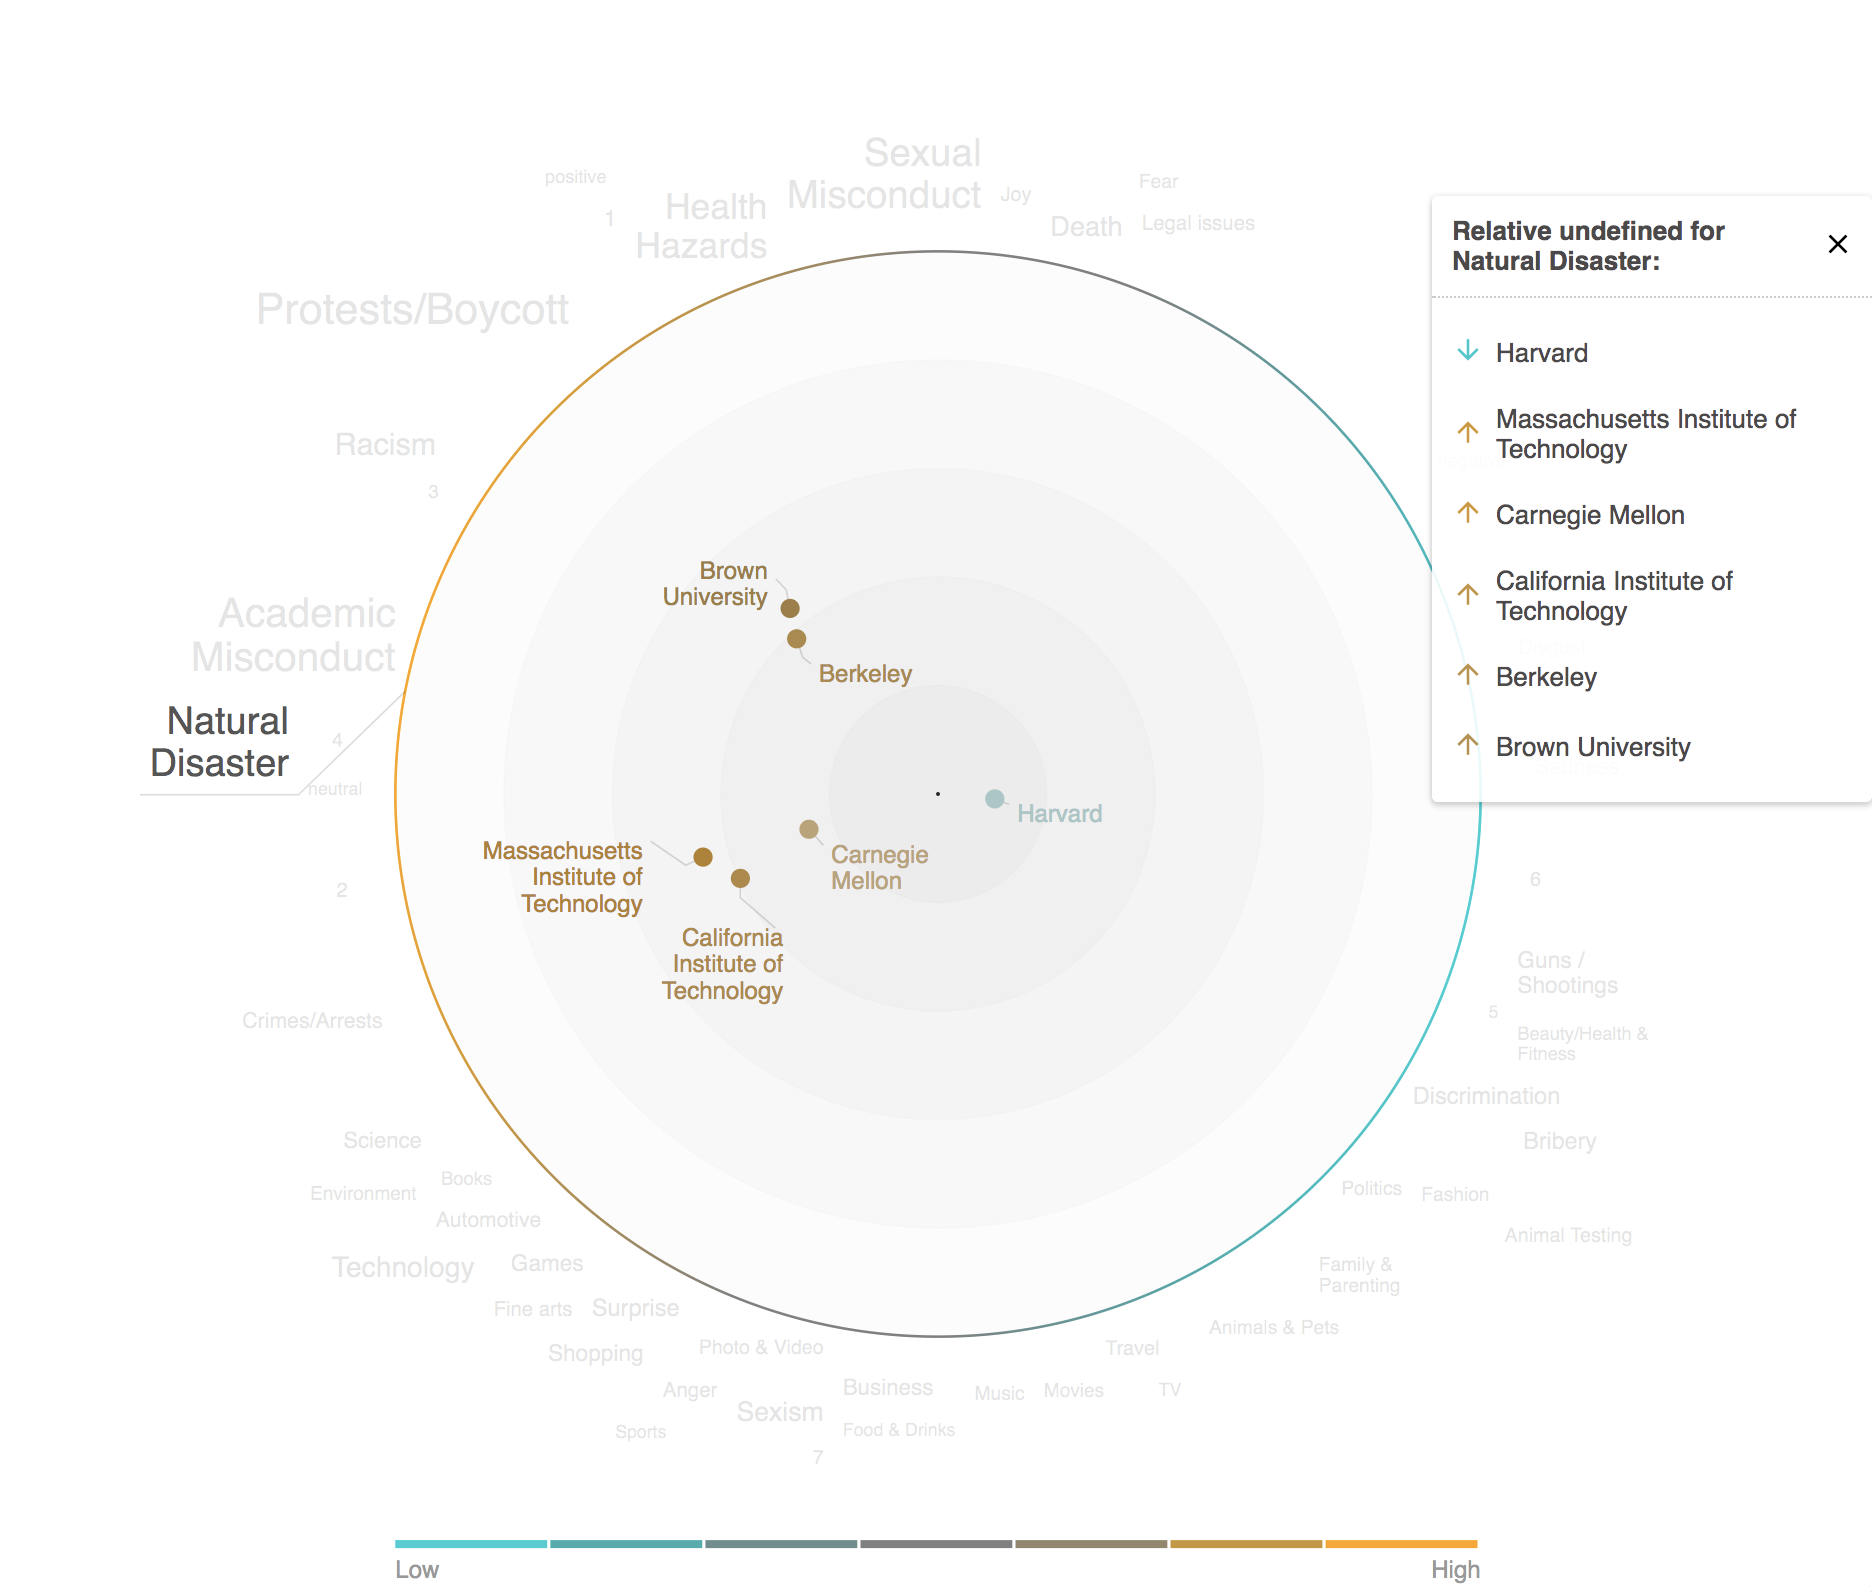 Sexual
Misconduct
positive
1
Health
Hazards
Joy
Fear
Death
Legal issues
Protests/Boycott
Racism
3
Academic
Misconduct
Natural
Disaster
4
neutral
2
Crimes/Arrests
Brown
University
Berkeley
Harvard
Carnegie
Mellon
Massachusetts
Institute of
Technology
California
Institute of
Technology
Relative undefined for
Natural Disaster:
Harvard
Massachusetts Institute of
Technology
Carnegie Mellon
California Institute of
Technology
Berkeley
Brown University
6
Guns /
Shootings
5
Beauty/Health &
Fitness
Discrimination
Bribery
Politics
Fashion
Animal Testing
Family &
Parenting
Animals & Pets
Travel
Science
Books
Environment
Automotive
Technology
Games
Fine arts
Surprise
Shopping
Photo & Video
Anger
Business
Music
Movies
TV
Sexism
Sports
Food & Drinks
7
Low
High